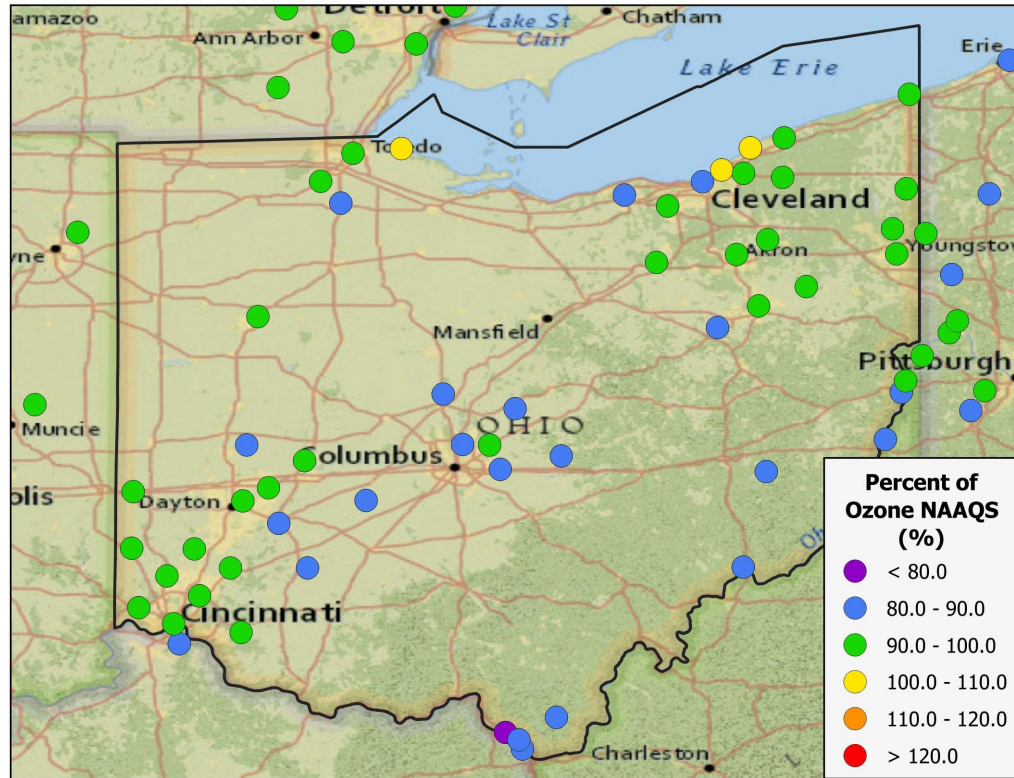 amazoo
Detroit
Ann Arbor
Lake St
Clair
Chatham
Lake Erie
Erie
Toledo
Cleveland
yne
Akron
Youngstow
Mansfield
Pittsburgh
Muncie
OHIO
Columbus
olis
Dayton
Cincinnati
Oh
Charleston
Percent of
Ozone NAAQS
(%)
< 80.0
80.0 - 90.0
90.0 - 100.0
100.0 - 110.0
110.0 - 120.0
> 120.0